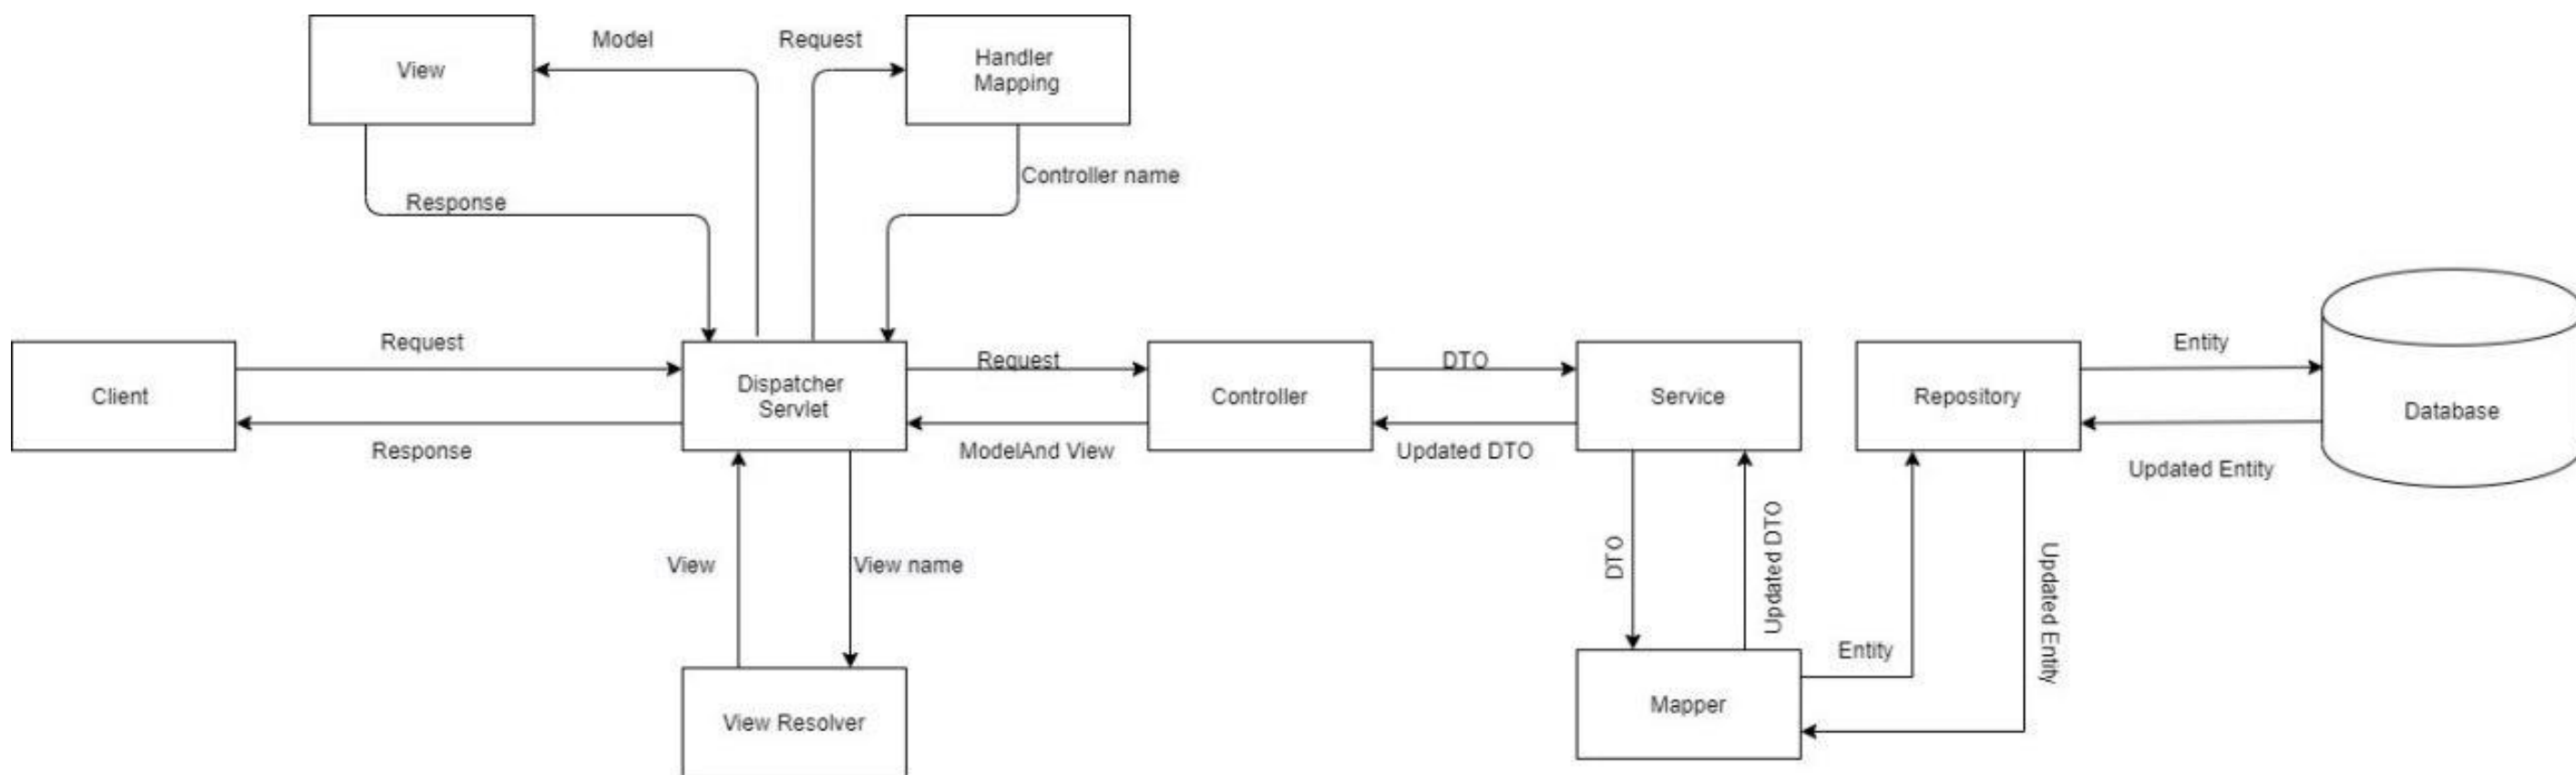 Model
Request
View
Handler
Mapping
Controller name
Response
Request
Request
DTO
Entity
Client
Dispatcher
Servlet
Controller
Service
Repository
Database
Response
ModelAnd View
Updated DTO
Updated Entity
View
View name
DTO
Updated DTO
Updated Entity
Entity
View Resolver
Mapper